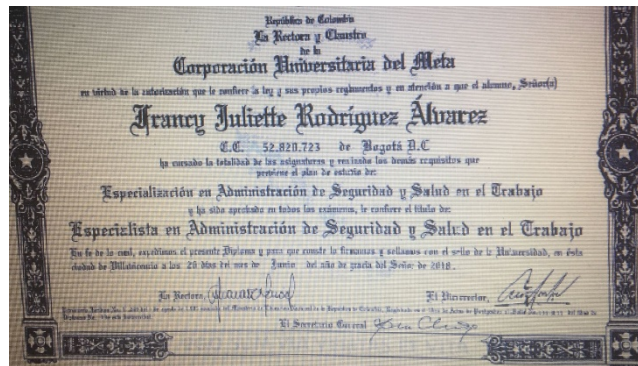 República de Colombia
La Rectora y Claustro
de la
Corporación Universitaria del Meta
en virtud de la autorización que le confiere la ley y sus propios reglamentos y en atención a que el alumno, Señor(a)
Francy Juliette Rodríguez Álvarez
C.C. 52.820.723 de Bogotá D.C
ha cursado la totalidad de las asignaturas y realizado los demás requisitos que
previene el plan de estudio de:
Especialización en Administración de Seguridad y Salud en el Trabajo
y ha sido aprobado en todos los exámenes, le confiere el título de:
Especialista en Administración de Seguridad y Salud en el Trabajo
En fe de lo cual, expedimos el presente Diploma y para que conste lo firmamos y sellamos con el sello de la Universidad, en ésta
ciudad de Villavicencio a los 28 días del mes de Junio del año de gracia del Señor de 2018.
La Rectora, El Vicerrector,
El Secretario General